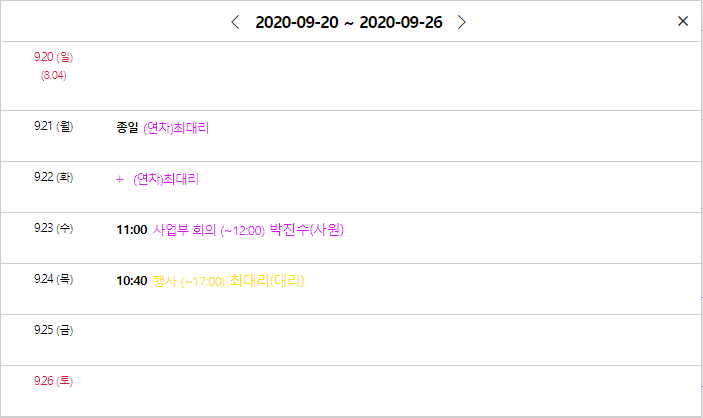 2020-09-20 ~ 2020-09-26
9.20 (일)
(8.04)
9.21 (월) 종일 (연차)최대리
9.22 (화) + (연차)최대리
9.23 (수) 11:00 사업부 회의 (~12:00) 박진수(사원)
9.24 (목) 10:40 행사 (~17:00) 최대리(대리)
9.25 (금)
9.26 (토)